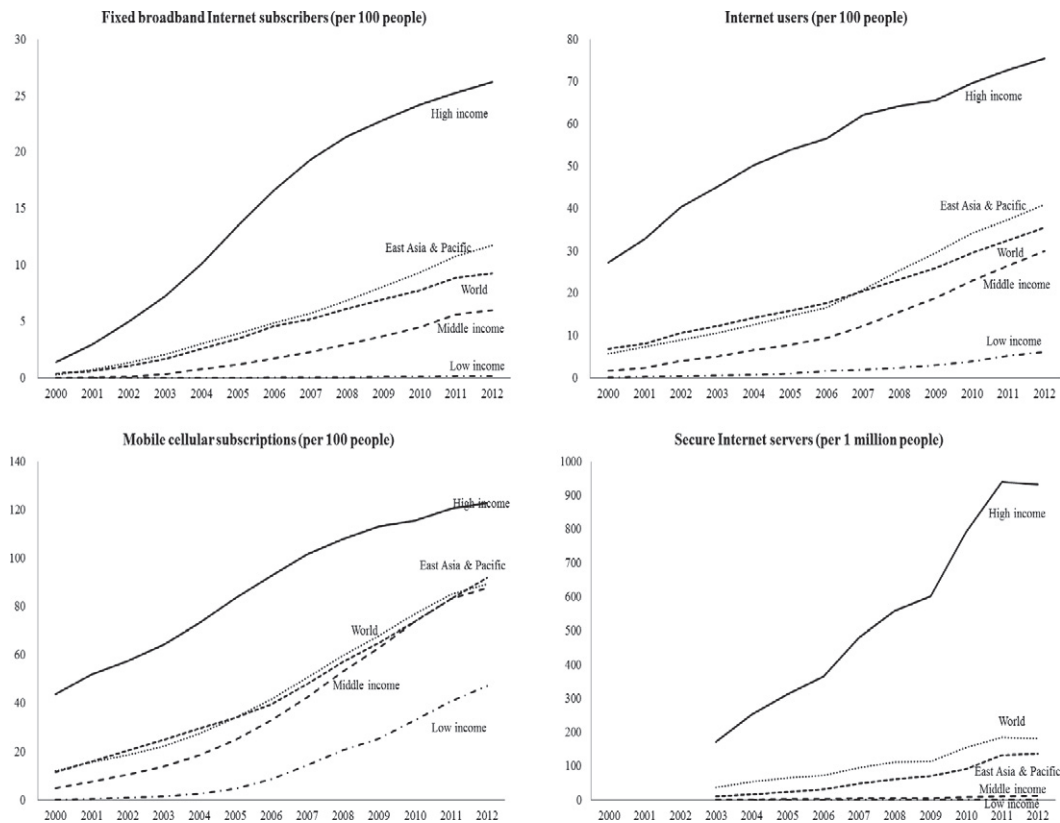 Fixed broadband Internet subscribers (per 100 people)
30
25
20
15
10
5
0
High income
East Asia & Pacific
World
Middle income
Low income
2000 2001 2002 2003 2004 2005 2006 2007 2008 2009 2010 2011 2012
Internet users (per 100 people)
80
70
60
50
40
30
20
10
0
High income
East Asia & Pacific
World
Middle income
Low income
2000 2001 2002 2003 2004 2005 2006 2007 2008 2009 2010 2011 2012
Mobile cellular subscriptions (per 100 people)
140
120
100
80
60
40
20
0
High income
East Asia & Pacific
World
Middle income
Low income
2000 2001 2002 2003 2004 2005 2006 2007 2008 2009 2010 2011 2012
Secure Internet servers (per 1 million people)
1000
900
800
700
600
500
400
300
200
100
0
High income
World
East Asia & Pacific
Middle income
Low income
2000 2001 2002 2003 2004 2005 2006 2007 2008 2009 2010 2011 2012